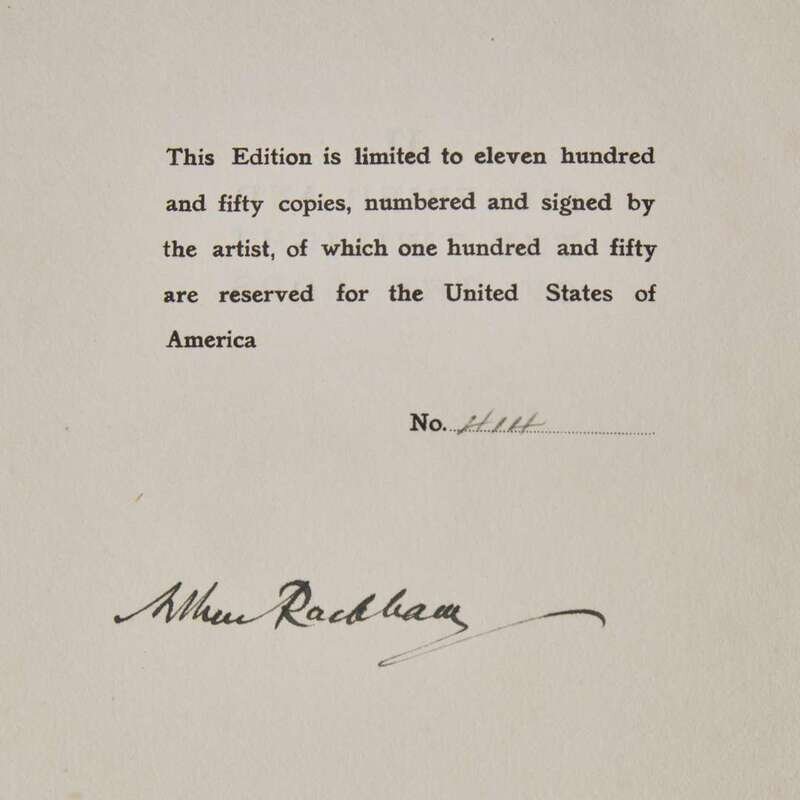 This Edition is limited to eleven hundred
and fifty copies, numbered and signed by
the artist, of which one hundred and fifty
are reserved for the United States of
America
No. 414
Arthur Rackham